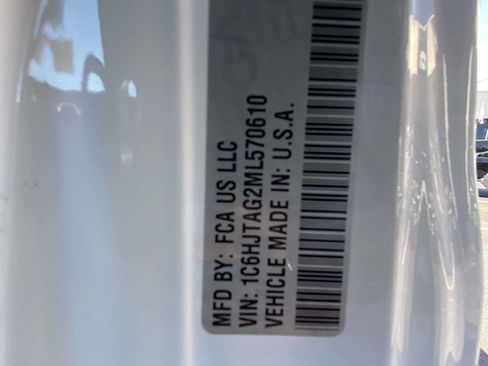 MFD BY: FCA US LLC
VIN: 1C6HJTAG2ML570610
VEHICLE MADE IN: U.S.A.